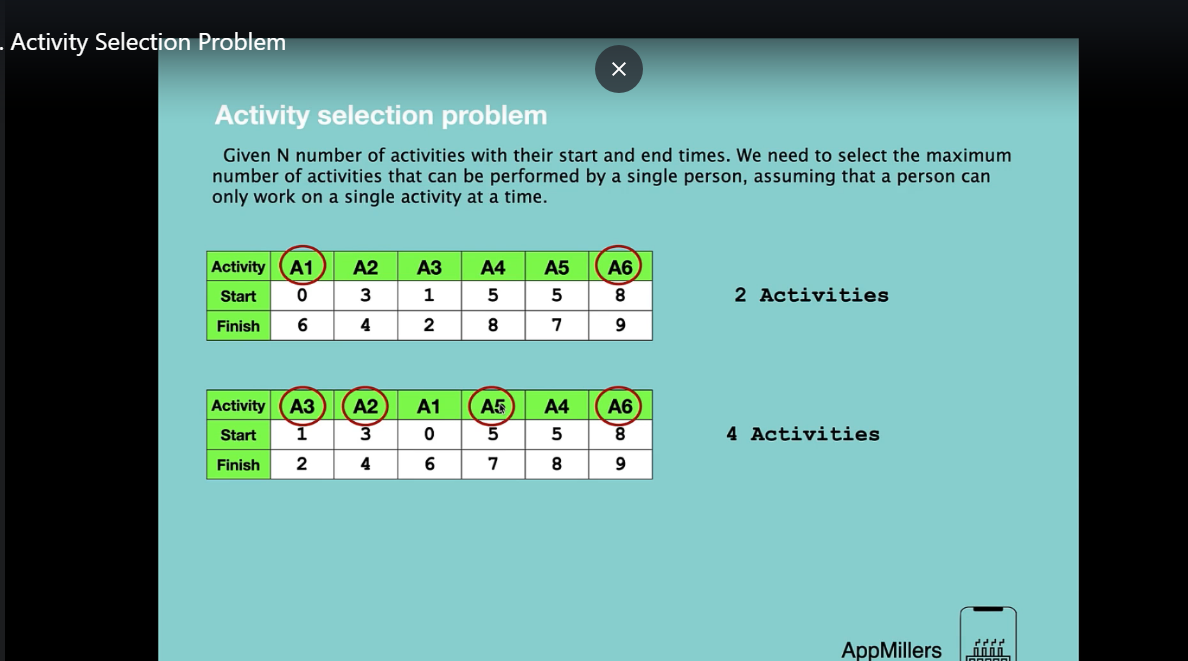 . Activity Selection Problem
Activity selection problem
Given N number of activities with their start and end times. We need to select the maximum
number of activities that can be performed by a single person, assuming that a person can
only work on a single activity at a time.
Activity A1 A2 A3 A4 A5 A6
Start 0 3 1 5 5 8
Finish 6 4 2 8 7 9
2 Activities
Activity A3 A2 A1 A5 A4 A6
Start 1 3 0 5 5 8
Finish 2 4 6 7 8 9
4 Activities
AppMillers